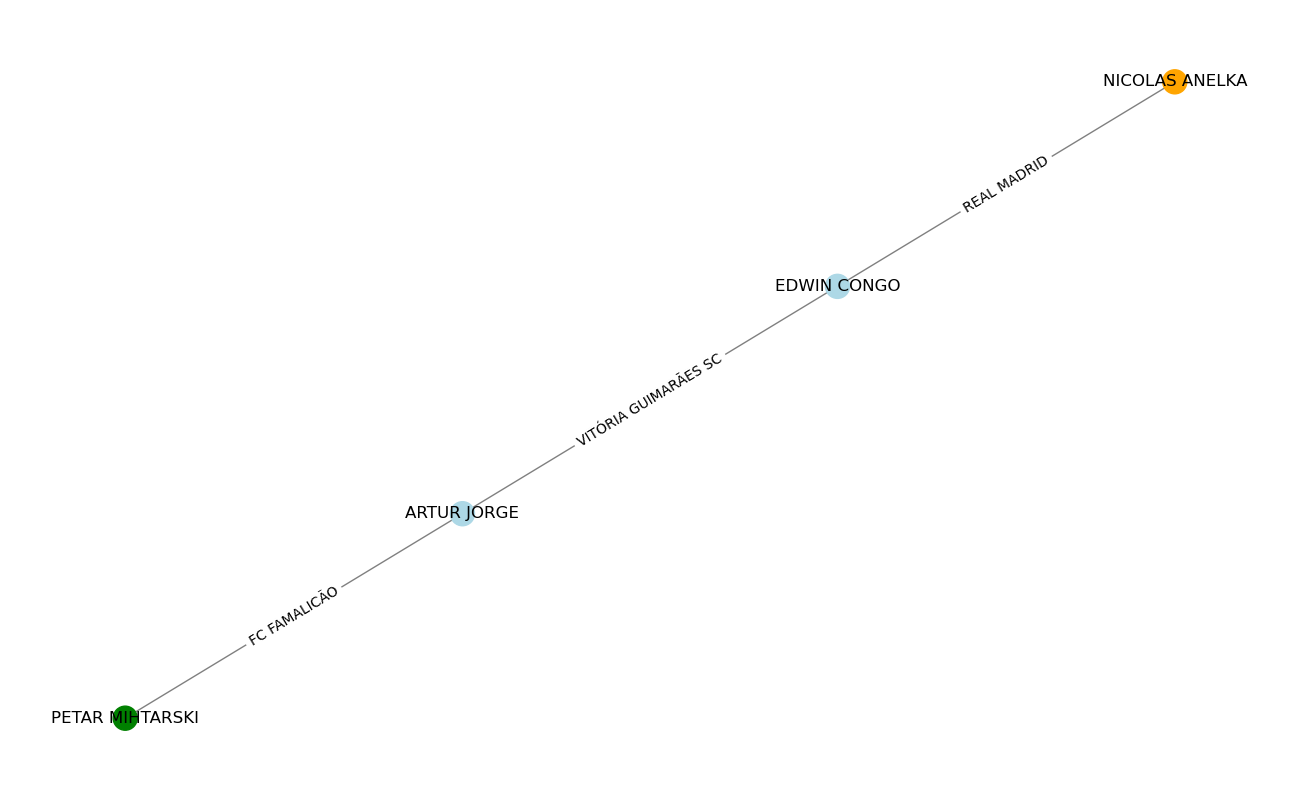 NICOLAS ANELKA
REAL MADRID
EDWIN CONGO
VITÓRIA GUIMARÃES SC
ARTUR JORGE
FC FAMALICÃO
PETAR MIHTARSKI